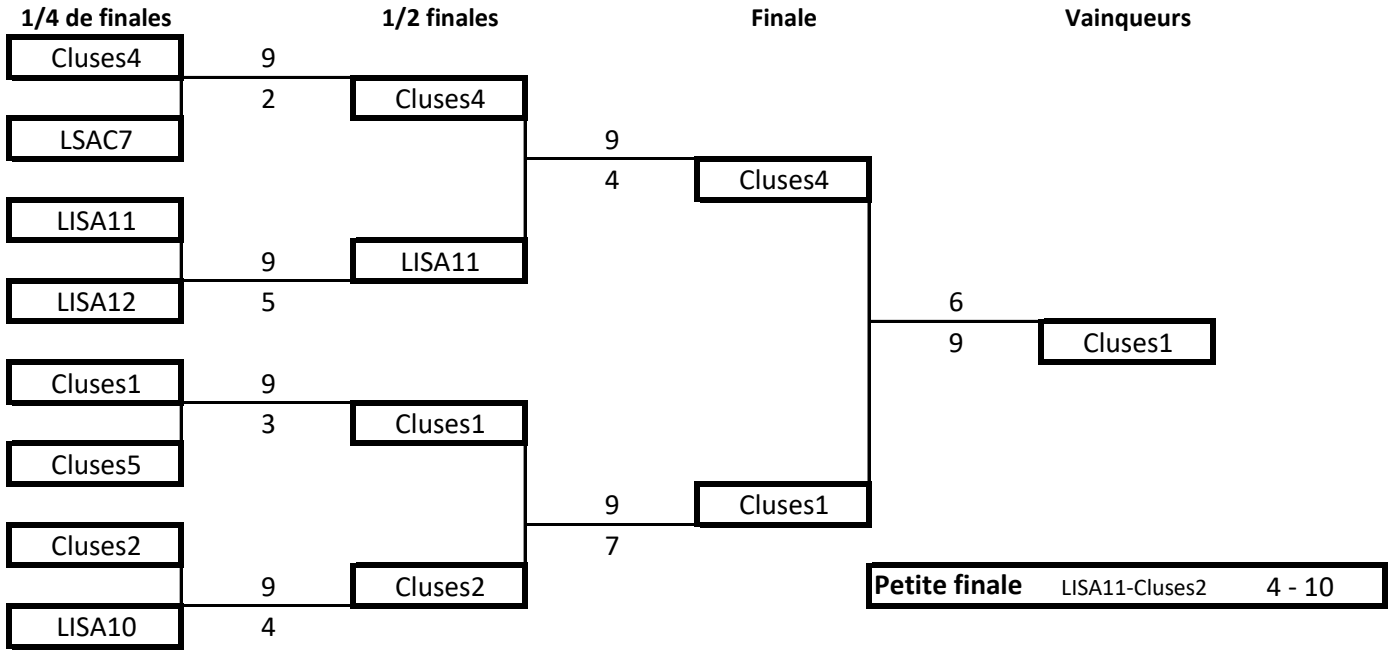 1/4 de finales 1/2 finales Finale Vainqueurs
Cluses4 9
2 Cluses4
LSAC7 9
4 Cluses4
LISA11
9 LISA11
LISA12 5 6
9 Cluses1
Cluses1 9
3 Cluses1
Cluses5
9 Cluses1
Cluses2 7
9 Cluses2 Petite finale LISA11-Cluses2 4 - 10
LISA10 4